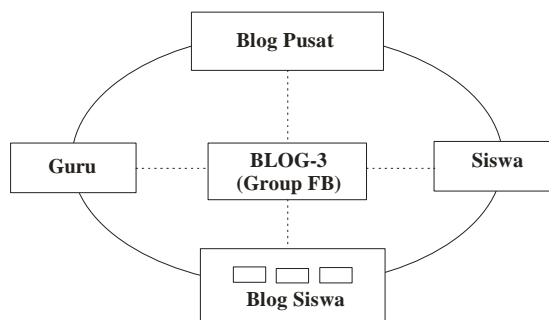 Blog Pusat
Guru
BLOG-3
(Group FB)
Siswa
Blog Siswa